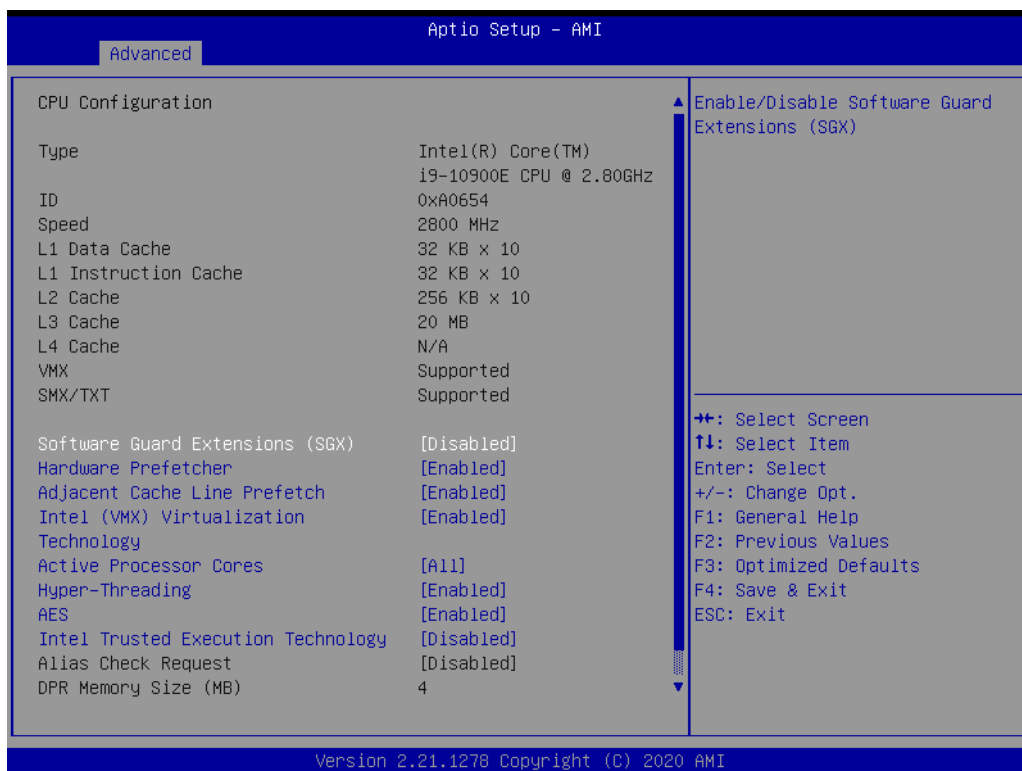 Aptio Setup – AMI
Advanced
CPU Configuration
Type Intel(R) Core(TM)
i9-10900E CPU @ 2.80GHz
ID 0xA0654
Speed 2800 MHz
L1 Data Cache 32 KB x 10
L1 Instruction Cache 32 KB x 10
L2 Cache 256 KB x 10
L3 Cache 20 MB
L4 Cache N/A
VMX Supported
SMX/TXT Supported
Software Guard Extensions (SGX) [Disabled]
Hardware Prefetcher [Enabled]
Adjacent Cache Line Prefetch [Enabled]
Intel (VMX) Virtualization [Enabled]
Technology
Active Processor Cores [All]
Hyper-Threading [Enabled]
AES [Enabled]
Intel Trusted Execution Technology [Disabled]
Alias Check Request [Disabled]
DPR Memory Size (MB) 4
Enable/Disable Software Guard
Extensions (SGX)
→←: Select Screen
↑↓: Select Item
Enter: Select
+/-: Change Opt.
F1: General Help
F2: Previous Values
F3: Optimized Defaults
F4: Save & Exit
ESC: Exit
Version 2.21.1278 Copyright (C) 2020 AMI